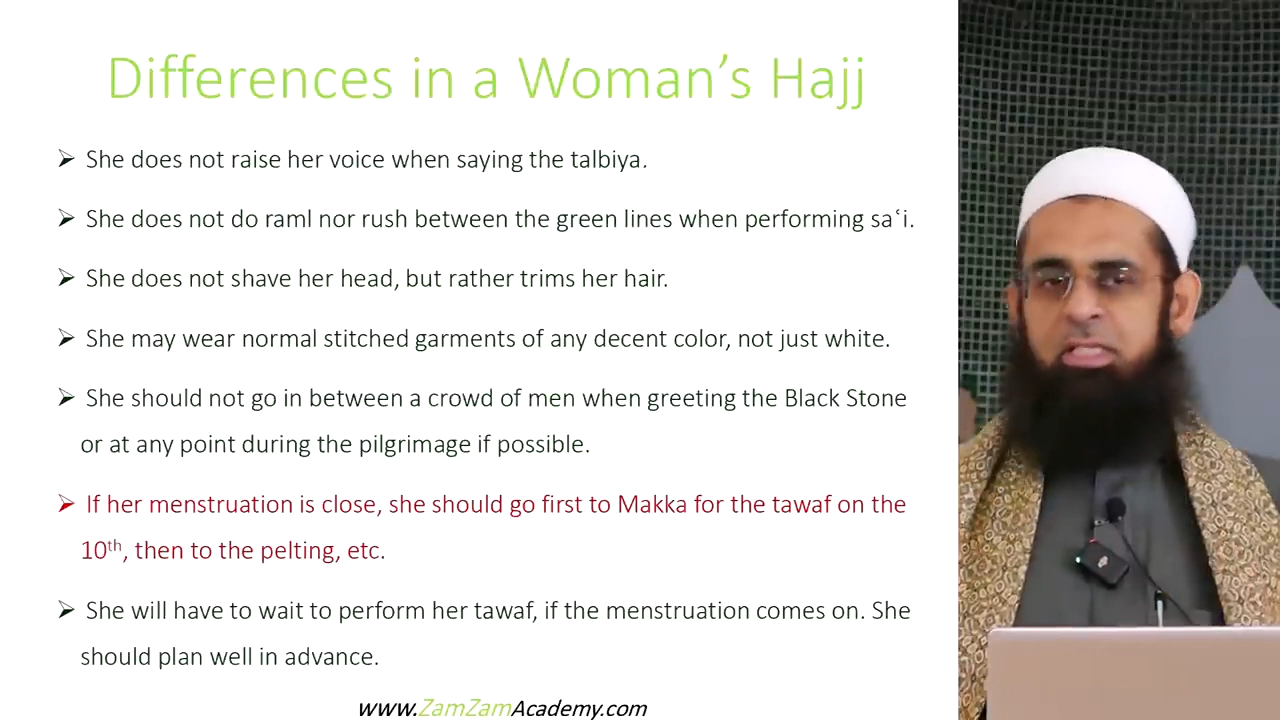 Differences in a Woman’s Hajj
➢ She does not raise her voice when saying the talbiya.
➢ She does not do raml nor rush between the green lines when performing saʿi.
➢ She does not shave her head, but rather trims her hair.
➢ She may wear normal stitched garments of any decent color, not just white.
➢ She should not go in between a crowd of men when greeting the Black Stone
or at any point during the pilgrimage if possible.
➢ If her menstruation is close, she should go first to Makka for the tawaf on the
10th, then to the pelting, etc.
➢ She will have to wait to perform her tawaf, if the menstruation comes on. She
should plan well in advance.
www.ZamZamAcademy.com